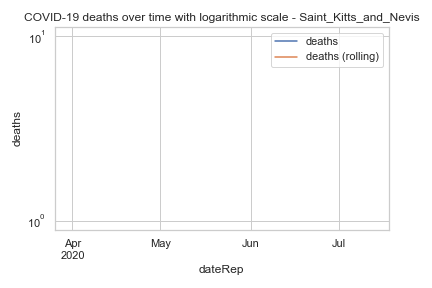 COVID-19 deaths over time with logarithmic scale - Saint_Kitts_and_Nevis
10¹
deaths
deaths (rolling)
deaths
10⁰
Apr May Jun Jul
2020
dateRep